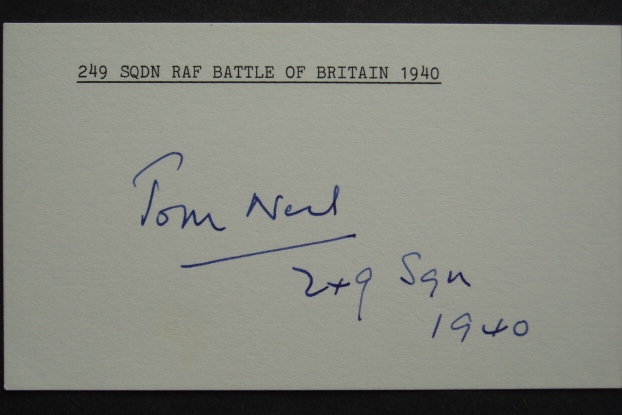 249 SQDN RAF BATTLE OF BRITAIN 1940
Tom Neil
249 Sqn
1940